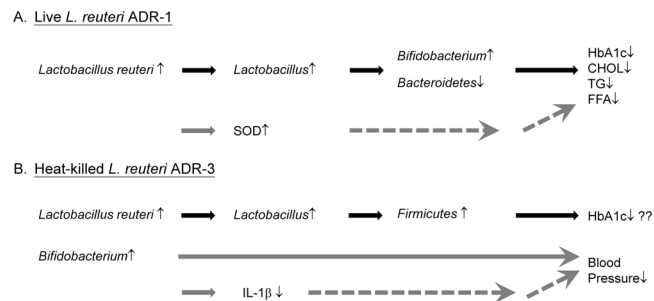 A. Live L. reuteri ADR-1
Lactobacillus reuteri ↑ Lactobacillus↑ Bifidobacterium↑ Bacteroidetes↓
HbA1c↓
CHOL↓
TG↓
FFA↓
SOD↑
B. Heat-killed L. reuteri ADR-3
Lactobacillus reuteri ↑ Lactobacillus↑ Firmicutes ↑ HbA1c↓ ??
Bifidobacterium↑
Blood
Pressure↓
IL-1β ↓